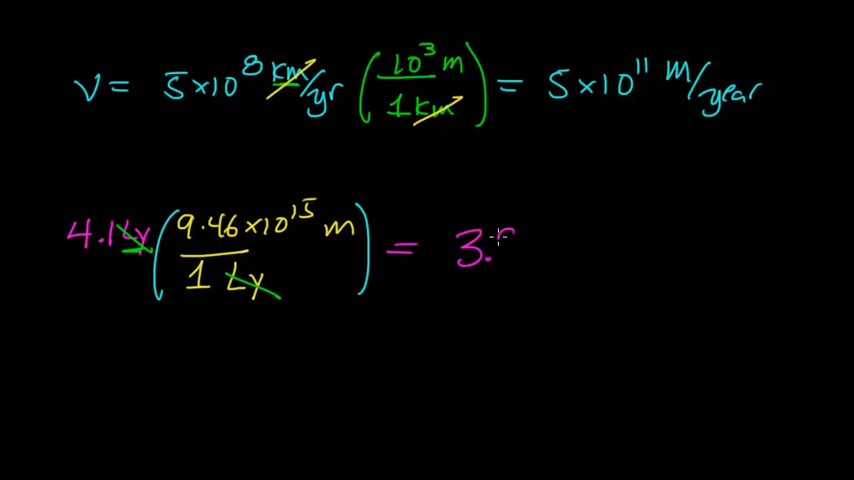 V = 5×10⁸ km/yr (10³ m / 1 km) = 5×10¹¹ m/year
4.1 Ly (9.46×10¹⁵ m / 1 Ly) = 3.